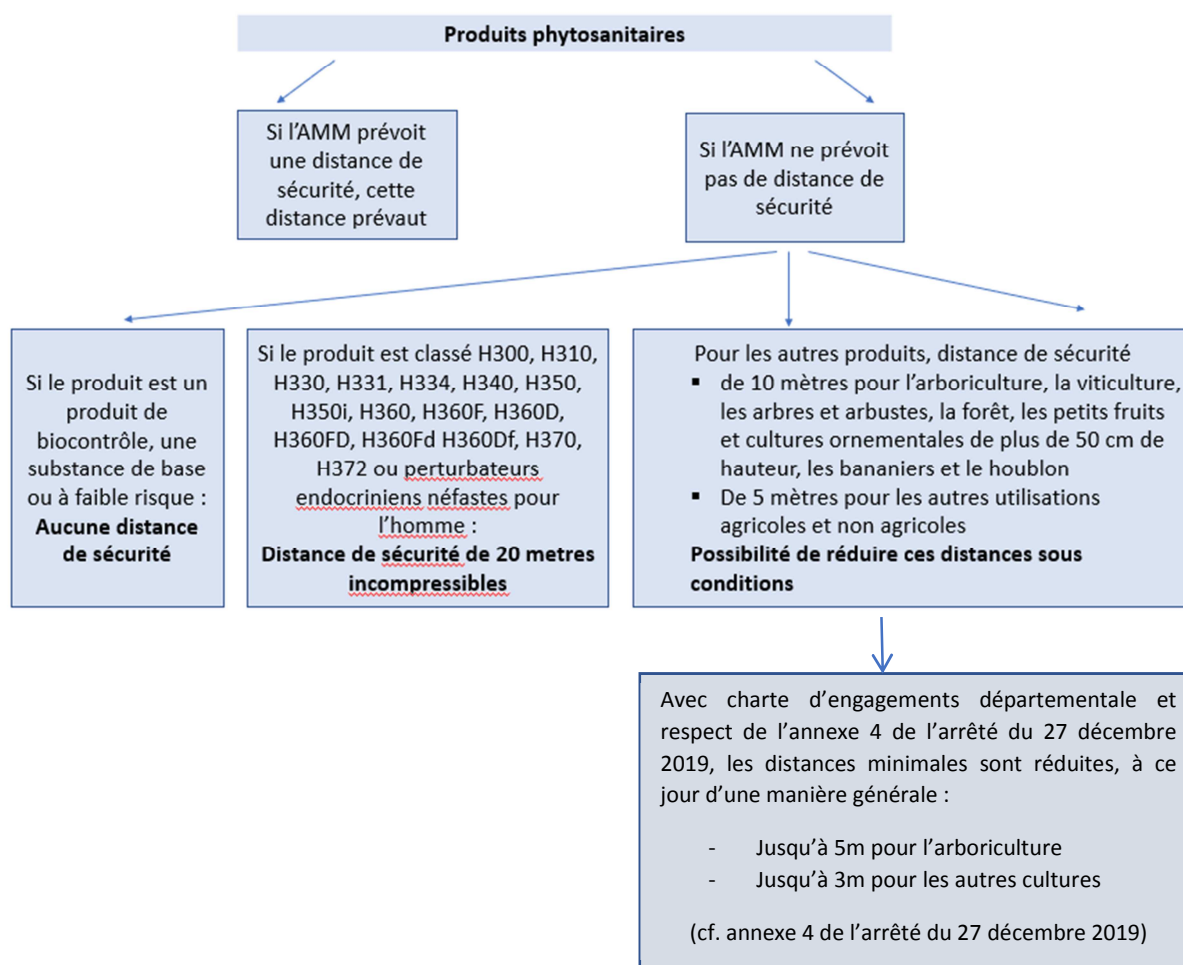 Produits phytosanitaires
Si l’AMM prévoit
une distance de
sécurité, cette
distance prévaut
Si l’AMM ne prévoit
pas de distance de
sécurité
Si le produit est un
produit de
biocontrôle, une
substance de base
ou à faible risque :
Aucune distance
de sécurité
Si le produit est classé H300, H310,
H330, H331, H334, H340, H350,
H350i, H360, H360F, H360D,
H360FD, H360Fd H360Df, H370,
H372 ou perturbateurs
endocriniens néfastes pour
l’homme :
Distance de sécurité de 20 metres
incompressibles
Pour les autres produits, distance de sécurité
▪ de 10 mètres pour l’arboriculture, la viticulture,
les arbres et arbustes, la forêt, les petits fruits
et cultures ornementales de plus de 50 cm de
hauteur, les bananiers et le houblon
▪ De 5 mètres pour les autres utilisations
agricoles et non agricoles
Possibilité de réduire ces distances sous
conditions
Avec charte d’engagements départementale et
respect de l’annexe 4 de l’arrêté du 27 décembre
2019, les distances minimales sont réduites, à ce
jour d’une manière générale :
- Jusqu’à 5m pour l’arboriculture
- Jusqu’à 3m pour les autres cultures
(cf. annexe 4 de l’arrêté du 27 décembre 2019)